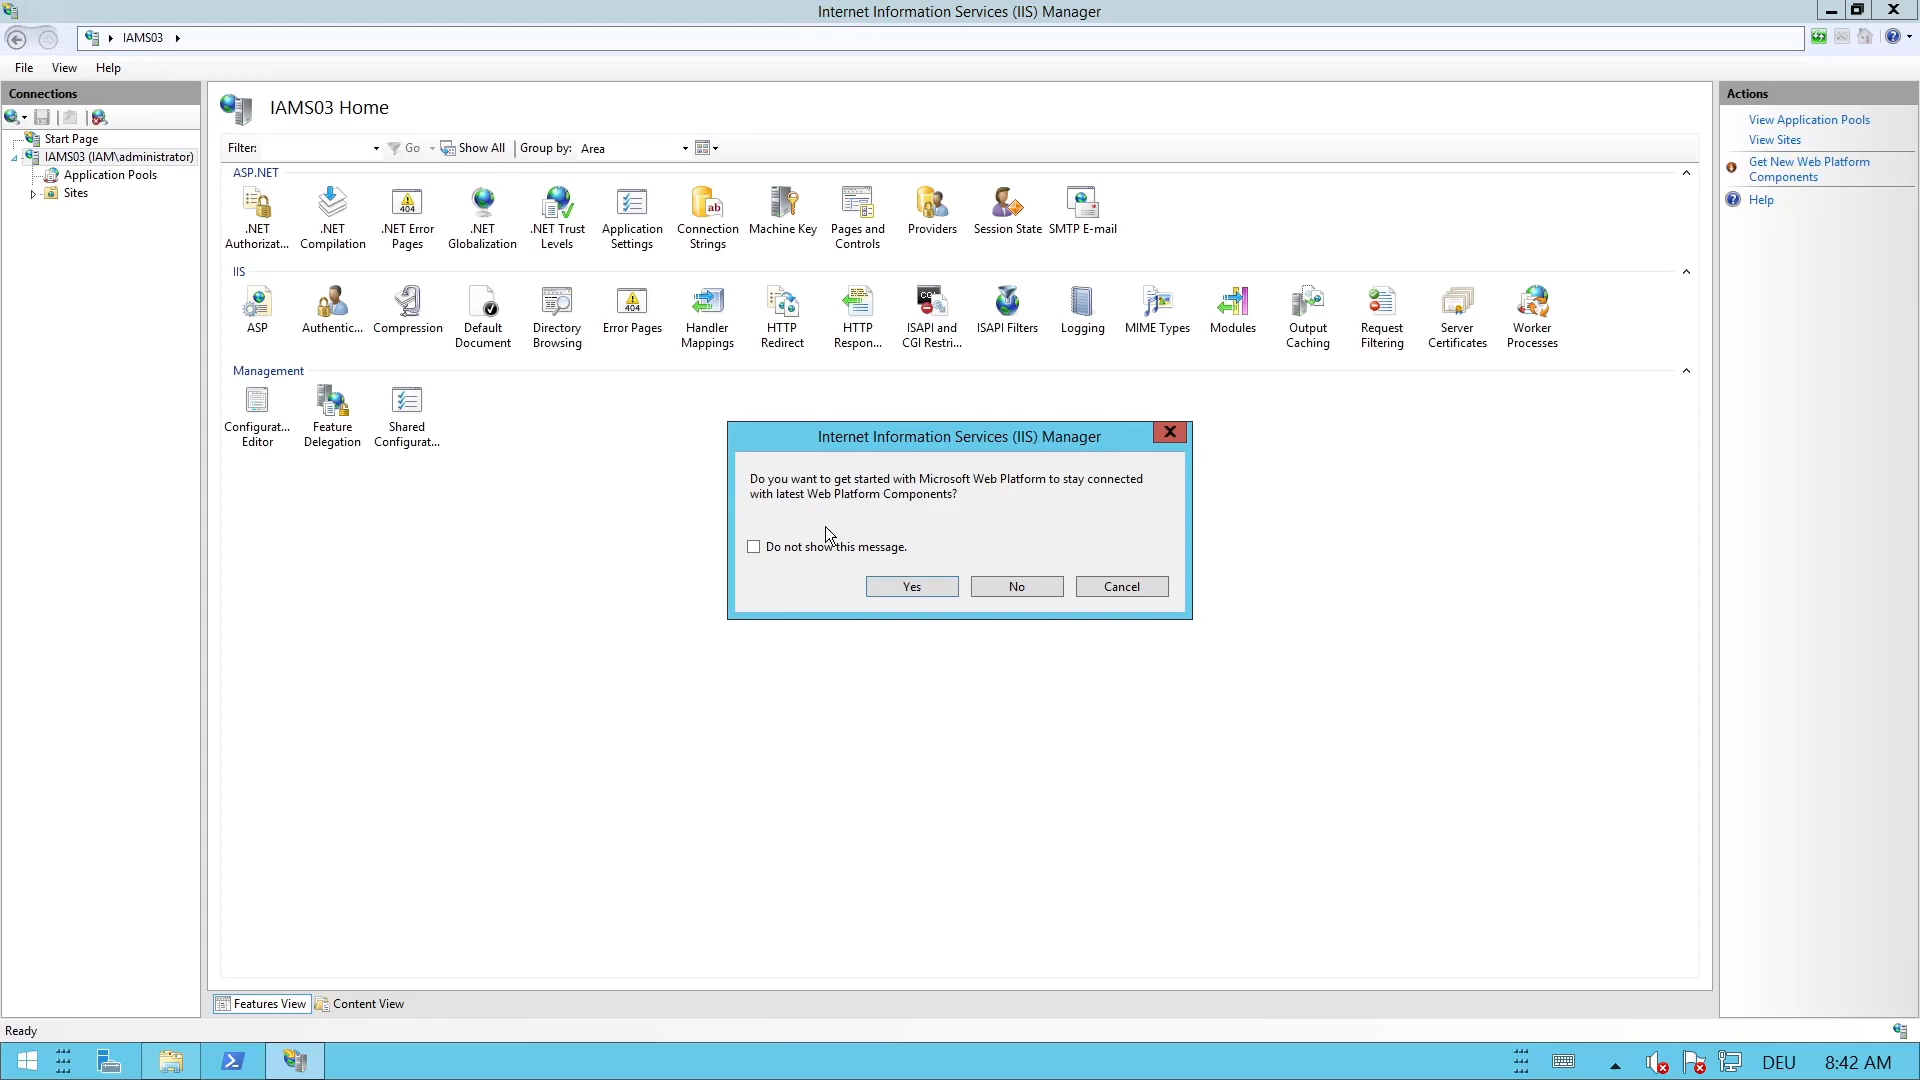 Internet Information Services (IIS) Manager
IAMS03
File View Help
Connections
Start Page
IAMS03 (IAM\administrator)
Application Pools
Sites
IAMS03 Home
Filter: Go Show All Group by: Area
ASP.NET
.NET Authorizat...
.NET Compilation
.NET Error Pages
.NET Globalization
.NET Trust Levels
Application Settings
Connection Strings
Machine Key
Pages and Controls
Providers
Session State
SMTP E-mail
IIS
ASP
Authentic...
Compression
Default Document
Directory Browsing
Error Pages
Handler Mappings
HTTP Redirect
HTTP Respon...
ISAPI and CGI Restri...
ISAPI Filters
Logging
MIME Types
Modules
Output Caching
Request Filtering
Server Certificates
Worker Processes
Management
Configurat... Editor
Feature Delegation
Shared Configurat...
Internet Information Services (IIS) Manager
Do you want to get started with Microsoft Web Platform to stay connected
with latest Web Platform Components?
Do not show this message.
Yes No Cancel
Actions
View Application Pools
View Sites
Get New Web Platform
Components
Help
Features View Content View
Ready
DEU 8:42 AM